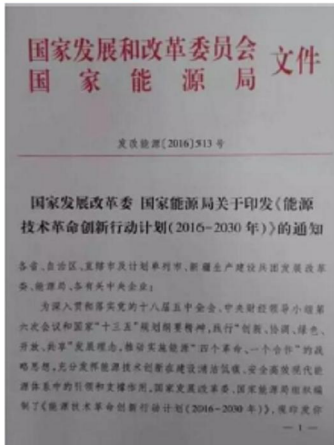 国家发展和改革委员会
国家能源局
文件
发改能源〔2016〕513号
国家发展改革委 国家能源局关于印发《能源
技术革命创新行动计划(2016-2030年)》的通知
各省、自治区、直辖市及计划单列市、新疆生产建设兵团发展改革
委、能源局,各有关中央企业:
为深入贯彻落实党的十八届五中全会、中央财经领导小组第
六次会议和国家“十三五”规划纲要精神,践行“创新、协调、绿色、
开放、共享”发展理念,推动实施能源“四个革命、一个合作”的战
略思想,充分发挥能源技术创新在建设清洁低碳、安全高效现代能
源体系中的引领和支撑作用,国家发展改革委、国家能源局组织编
制了《能源技术革命创新行动计划(2016-2030年)》,现印发你
— 1 —